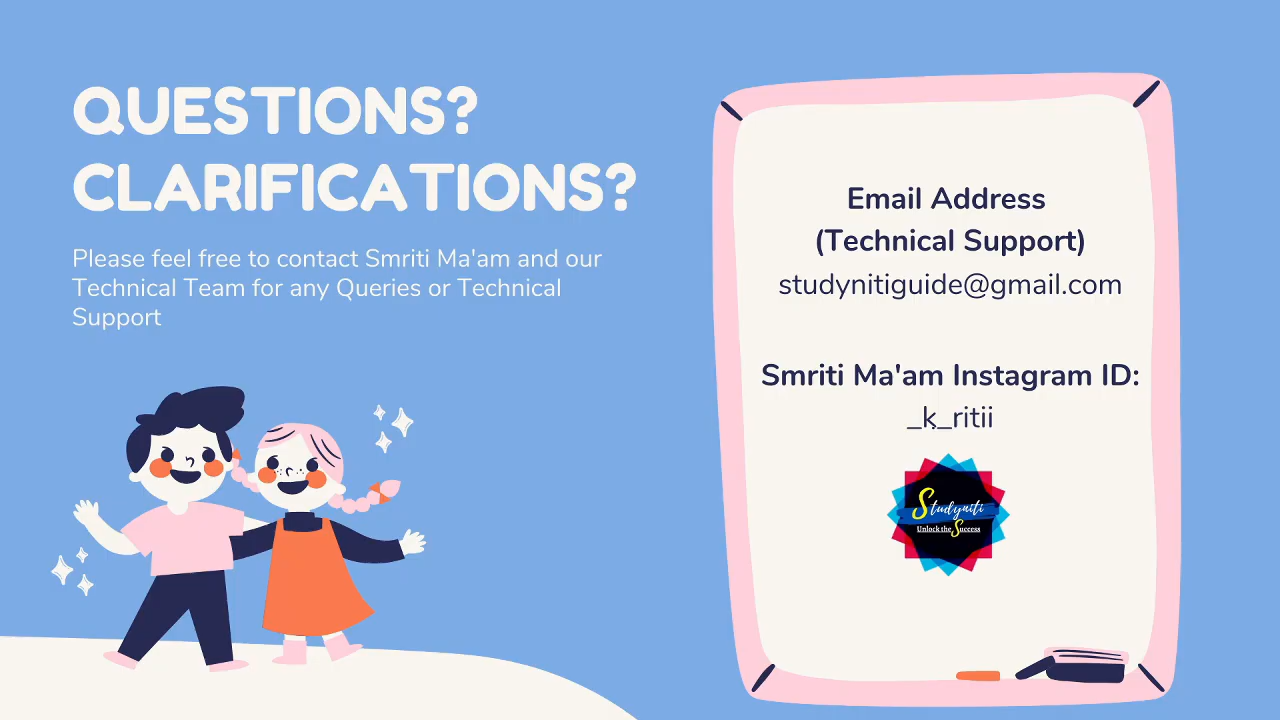 QUESTIONS?
CLARIFICATIONS?
Please feel free to contact Smriti Ma'am and our
Technical Team for any Queries or Technical
Support
Email Address
(Technical Support)
studynitiguide@gmail.com
Smriti Ma'am Instagram ID:
_ķ_ritii
Studyniti
Unlock the Success